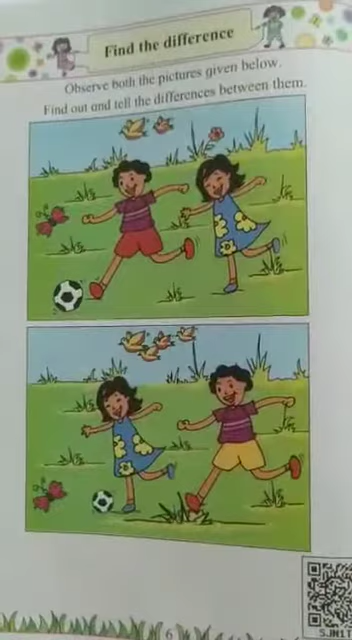 Find the difference
Observe both the pictures given below.
Find out and tell the differences between them.
6